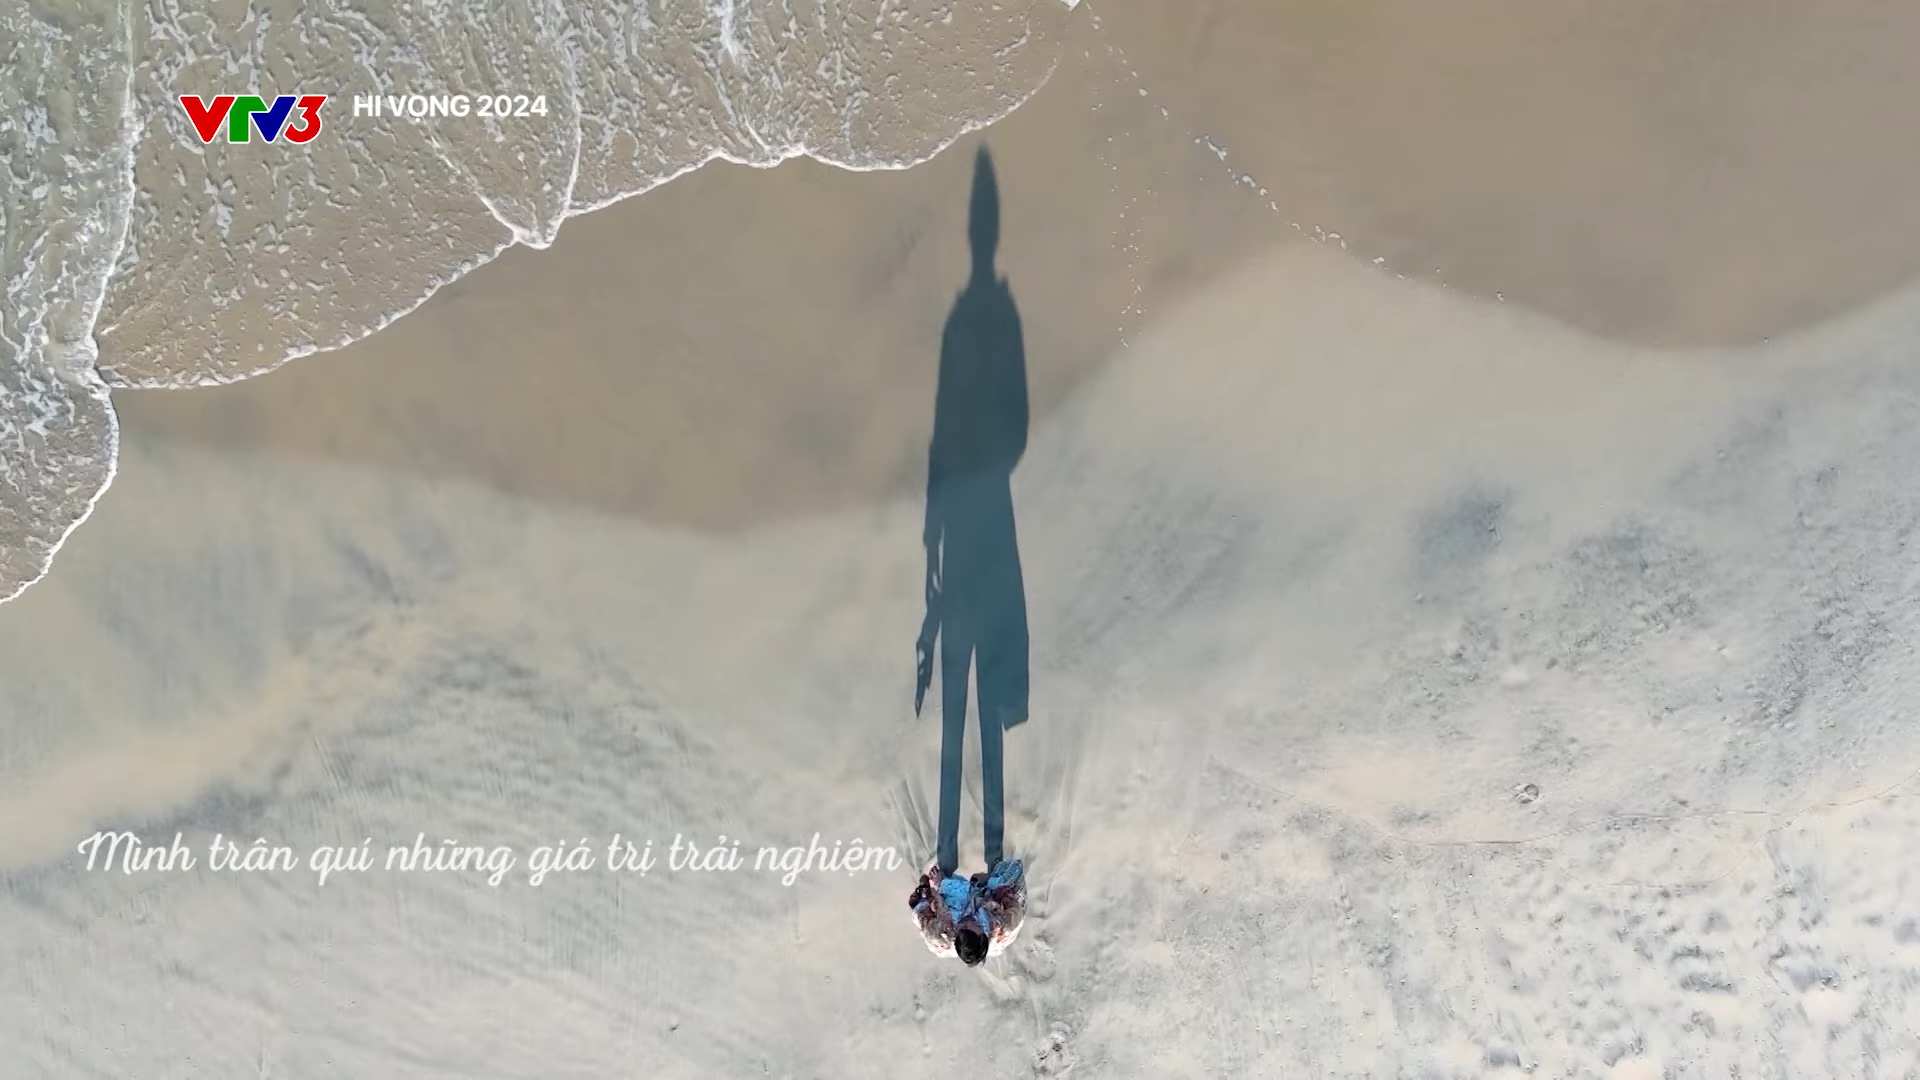 VTV3
HI VỌNG 2024
Mình trân quí những giá trị trải nghiệm